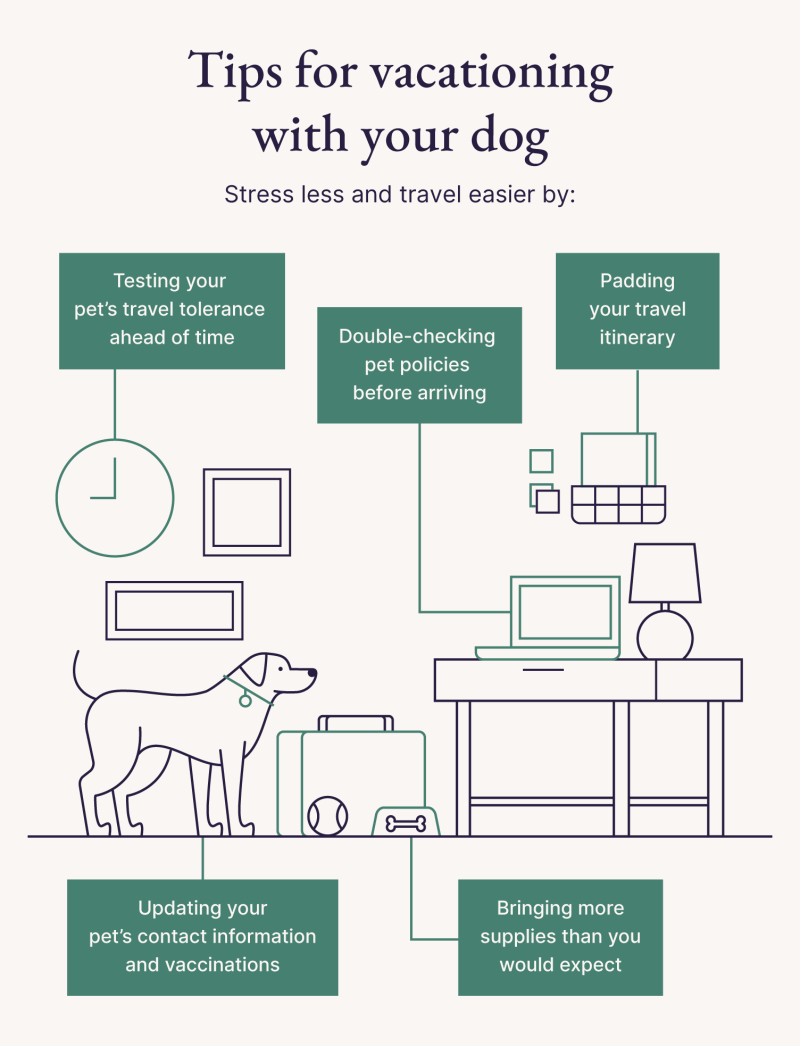 Tips for vacationing
with your dog
Stress less and travel easier by:
Testing your
pet’s travel tolerance
ahead of time
Double-checking
pet policies
before arriving
Padding
your travel
itinerary
Updating your
pet’s contact information
and vaccinations
Bringing more
supplies than you
would expect